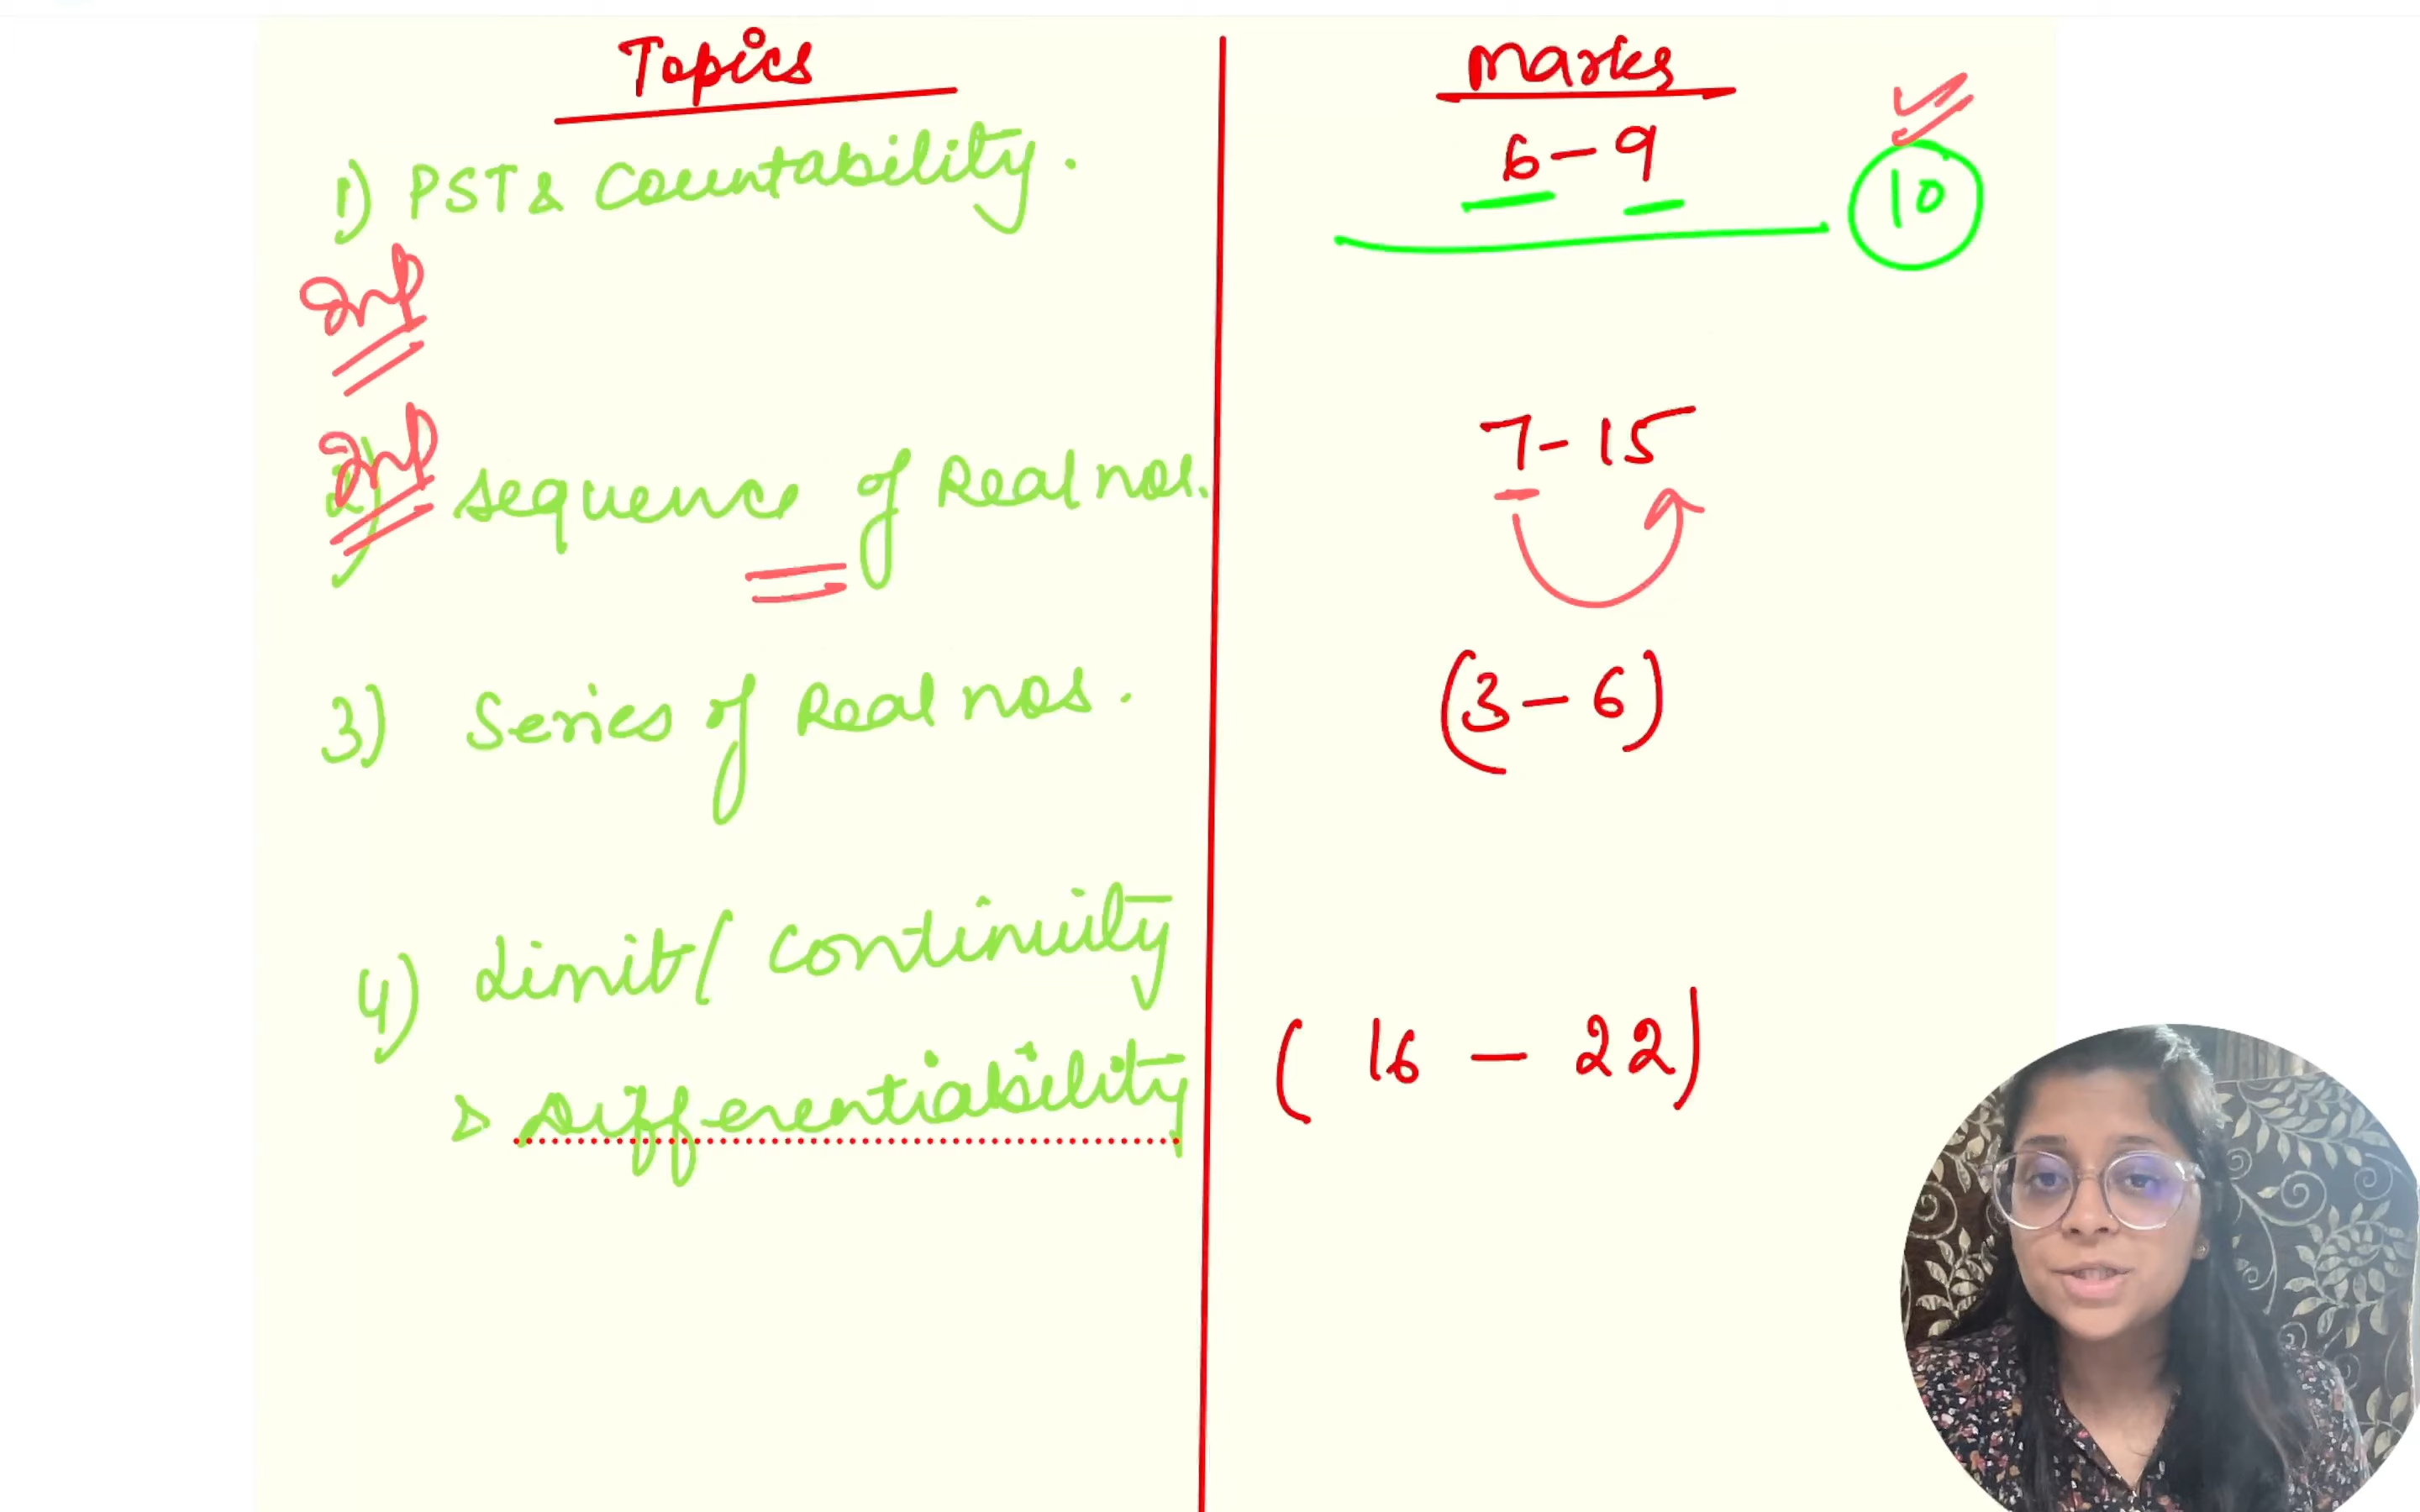 Topics marks
1) PST & Countability. 6-9 10
Imp
Imp
2) sequence of Real nos. 7-15
3) Series of Real nos. (3-6)
4) Limit/ Continuity
& Differentiability (16 - 22)